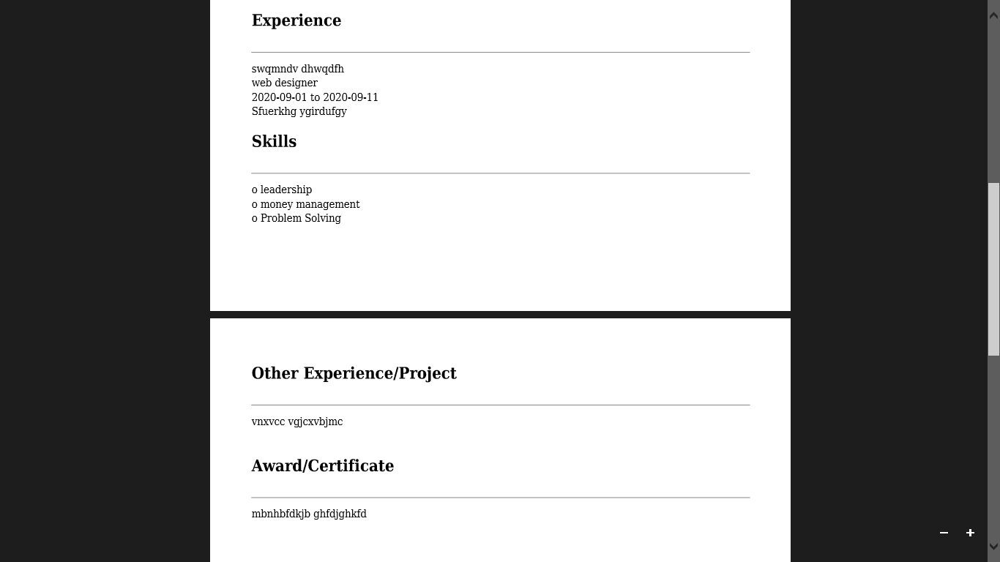 Experience
swqmndv dhwqdfh
web designer
2020-09-01 to 2020-09-11
Sfuerkhg ygirdufgy
Skills
o leadership
o money management
o Problem Solving
Other Experience/Project
vnxvcc vgjcxvbjmc
Award/Certificate
mbnhbfdkjb ghfdjghkfd